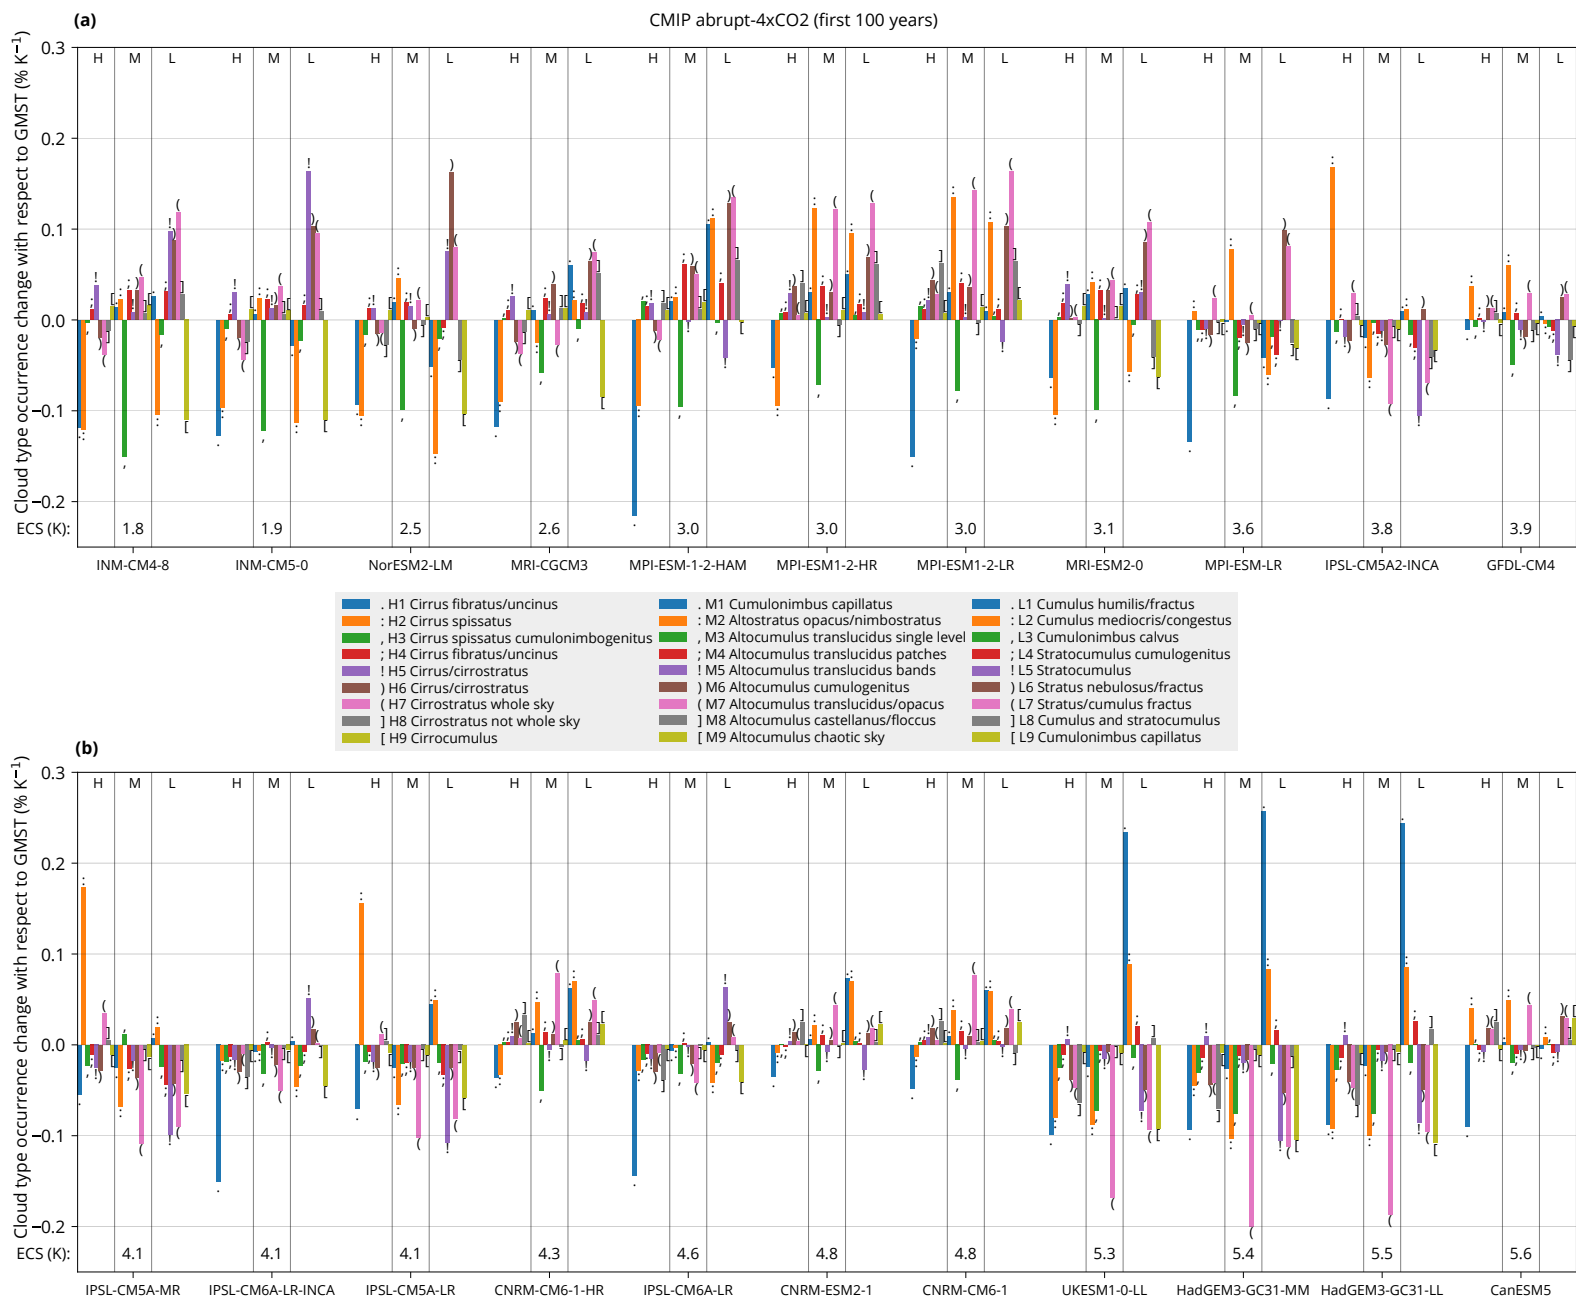 (a)
CMIP abrupt-4xCO2 (first 100 years)
Cloud type occurrence change with respect to GMST (% K⁻¹)
0.3
0.2
0.1
0.0
−0.1
−0.2
H M L H M L H M L H M L H M L H M L H M L H M L H M L H M L H M L
ECS (K): 1.8 1.9 2.5 2.6 3.0 3.0 3.0 3.1 3.6 3.8 3.9
INM-CM4-8 INM-CM5-0 NorESM2-LM MRI-CGCM3 MPI-ESM-1-2-HAM MPI-ESM1-2-HR MPI-ESM1-2-LR MRI-ESM2-0 MPI-ESM-LR IPSL-CM5A2-INCA GFDL-CM4
. H1 Cirrus fibratus/uncinus
: H2 Cirrus spissatus
, H3 Cirrus spissatus cumulonimbogenitus
; H4 Cirrus fibratus/uncinus
! H5 Cirrus/cirrostratus
) H6 Cirrus/cirrostratus
( H7 Cirrostratus whole sky
] H8 Cirrostratus not whole sky
[ H9 Cirrocumulus
. M1 Cumulonimbus capillatus
: M2 Altostratus opacus/nimbostratus
, M3 Altocumulus translucidus single level
; M4 Altocumulus translucidus patches
! M5 Altocumulus translucidus bands
) M6 Altocumulus cumulogenitus
( M7 Altocumulus translucidus/opacus
] M8 Altocumulus castellanus/floccus
[ M9 Altocumulus chaotic sky
. L1 Cumulus humilis/fractus
: L2 Cumulus mediocris/congestus
, L3 Cumulonimbus calvus
; L4 Stratocumulus cumulogenitus
! L5 Stratocumulus
) L6 Stratus nebulosus/fractus
( L7 Stratus/cumulus fractus
] L8 Cumulus and stratocumulus
[ L9 Cumulonimbus capillatus
(b)
Cloud type occurrence change with respect to GMST (% K⁻¹)
0.3
0.2
0.1
0.0
−0.1
−0.2
H M L H M L H M L H M L H M L H M L H M L H M L H M L H M L H M L
ECS (K): 4.1 4.1 4.1 4.3 4.6 4.8 4.8 5.3 5.4 5.5 5.6
IPSL-CM5A-MR IPSL-CM6A-LR-INCA IPSL-CM5A-LR CNRM-CM6-1-HR IPSL-CM6A-LR CNRM-ESM2-1 CNRM-CM6-1 UKESM1-0-LL HadGEM3-GC31-MM HadGEM3-GC31-LL CanESM5